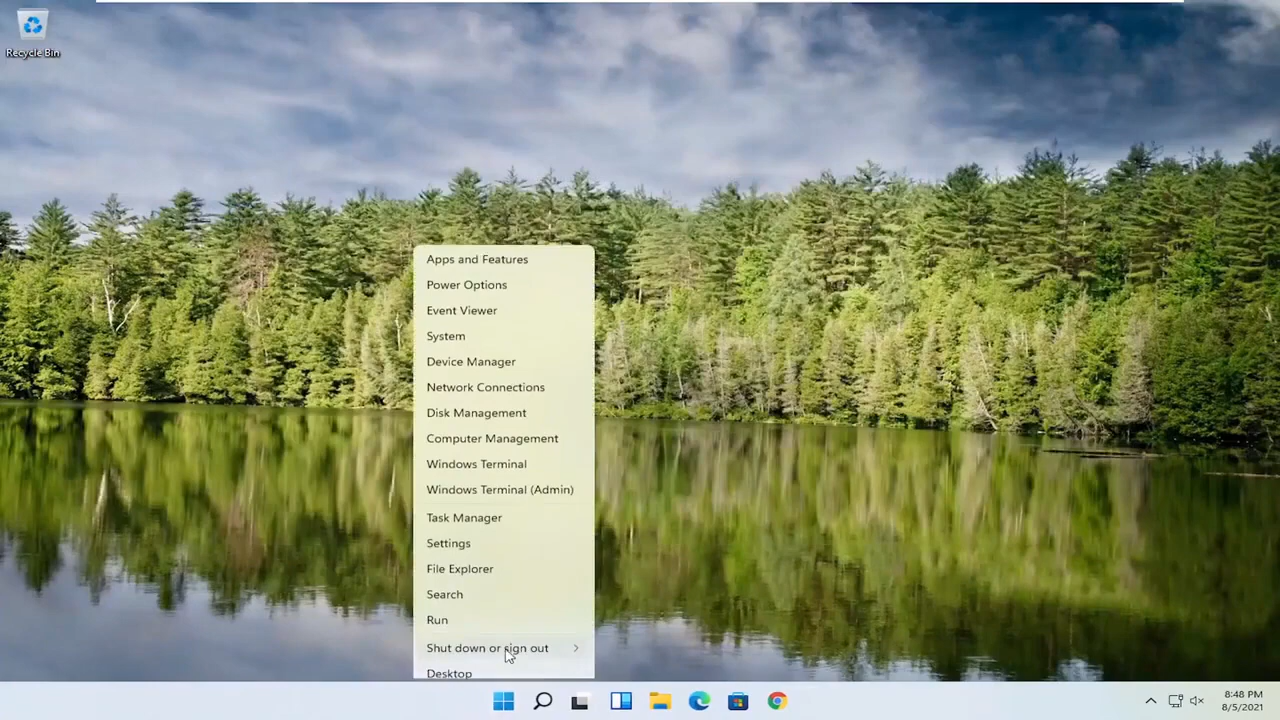 Recycle Bin
Apps and Features
Power Options
Event Viewer
System
Device Manager
Network Connections
Disk Management
Computer Management
Windows Terminal
Windows Terminal (Admin)
Task Manager
Settings
File Explorer
Search
Run
Shut down or sign out
Desktop
8:48 PM
8/5/2021